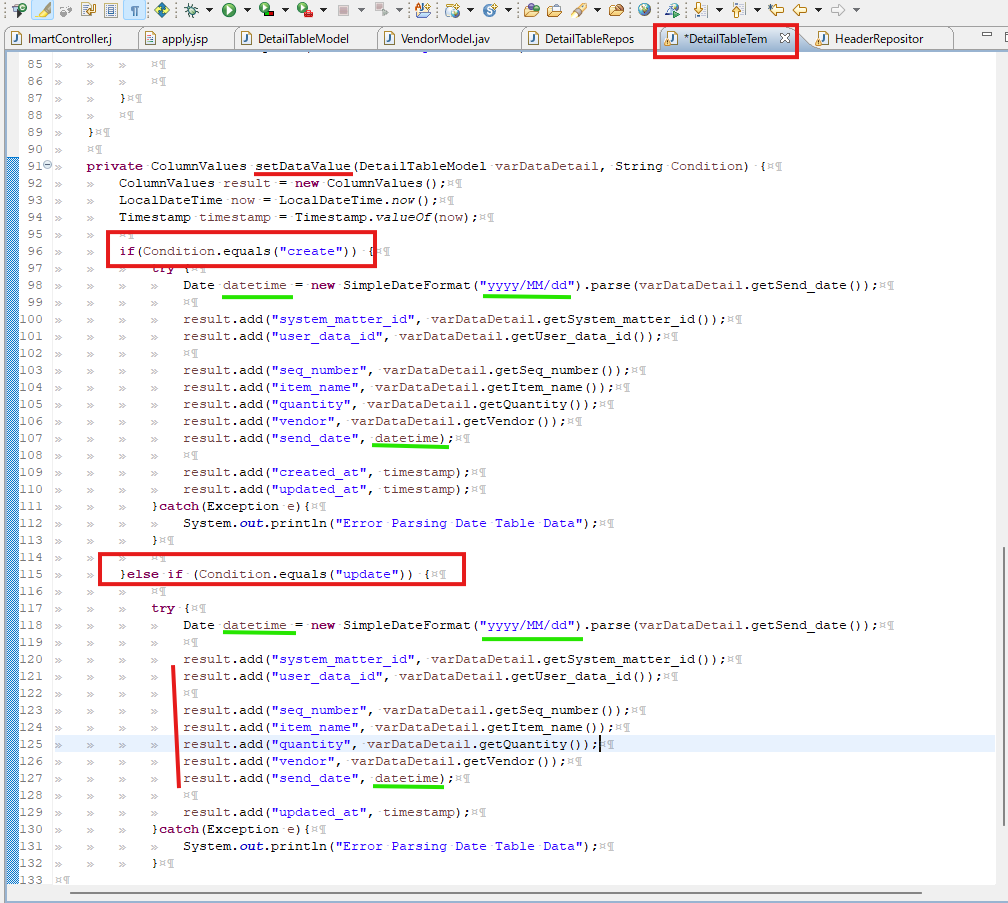 ImartController.j
apply.jsp
DetailTableModel
VendorModel.jav
DetailTableRepos
*DetailTableTem
HeaderRepositor
85
86
87 }
88
89 }
90
91 private ColumnValues setDataValue(DetailTableModel varDataDetail, String Condition) {
92 ColumnValues result = new ColumnValues();
93 LocalDateTime now = LocalDateTime.now();
94 Timestamp timestamp = Timestamp.valueOf(now);
95
96 if(Condition.equals("create")) {
97 try {
98 Date datetime = new SimpleDateFormat("yyyy/MM/dd").parse(varDataDetail.getSend_date());
99
100 result.add("system_matter_id", varDataDetail.getSystem_matter_id());
101 result.add("user_data_id", varDataDetail.getUser_data_id());
102
103 result.add("seq_number", varDataDetail.getSeq_number());
104 result.add("item_name", varDataDetail.getItem_name());
105 result.add("quantity", varDataDetail.getQuantity());
106 result.add("vendor", varDataDetail.getVendor());
107 result.add("send_date", datetime);
108
109 result.add("created_at", timestamp);
110 result.add("updated_at", timestamp);
111 }catch(Exception e){
112 System.out.println("Error Parsing Date Table Data");
113 }
114
115 }else if (Condition.equals("update")) {
116
117 try {
118 Date datetime = new SimpleDateFormat("yyyy/MM/dd").parse(varDataDetail.getSend_date());
119
120 result.add("system_matter_id", varDataDetail.getSystem_matter_id());
121 result.add("user_data_id", varDataDetail.getUser_data_id());
122
123 result.add("seq_number", varDataDetail.getSeq_number());
124 result.add("item_name", varDataDetail.getItem_name());
125 result.add("quantity", varDataDetail.getQuantity());
126 result.add("vendor", varDataDetail.getVendor());
127 result.add("send_date", datetime);
128
129 result.add("updated_at", timestamp);
130 }catch(Exception e){
131 System.out.println("Error Parsing Date Table Data");
132 }
133